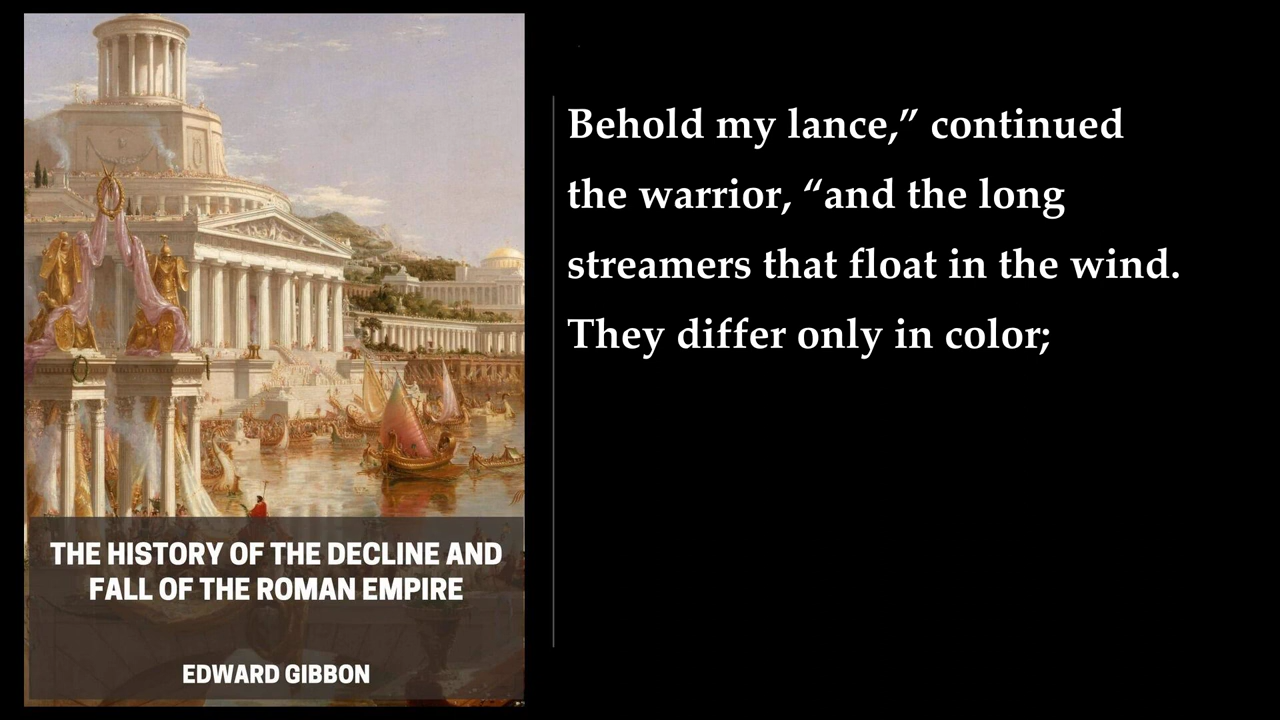 THE HISTORY OF THE DECLINE AND
FALL OF THE ROMAN EMPIRE
EDWARD GIBBON
Behold my lance,” continued
the warrior, “and the long
streamers that float in the wind.
They differ only in color;